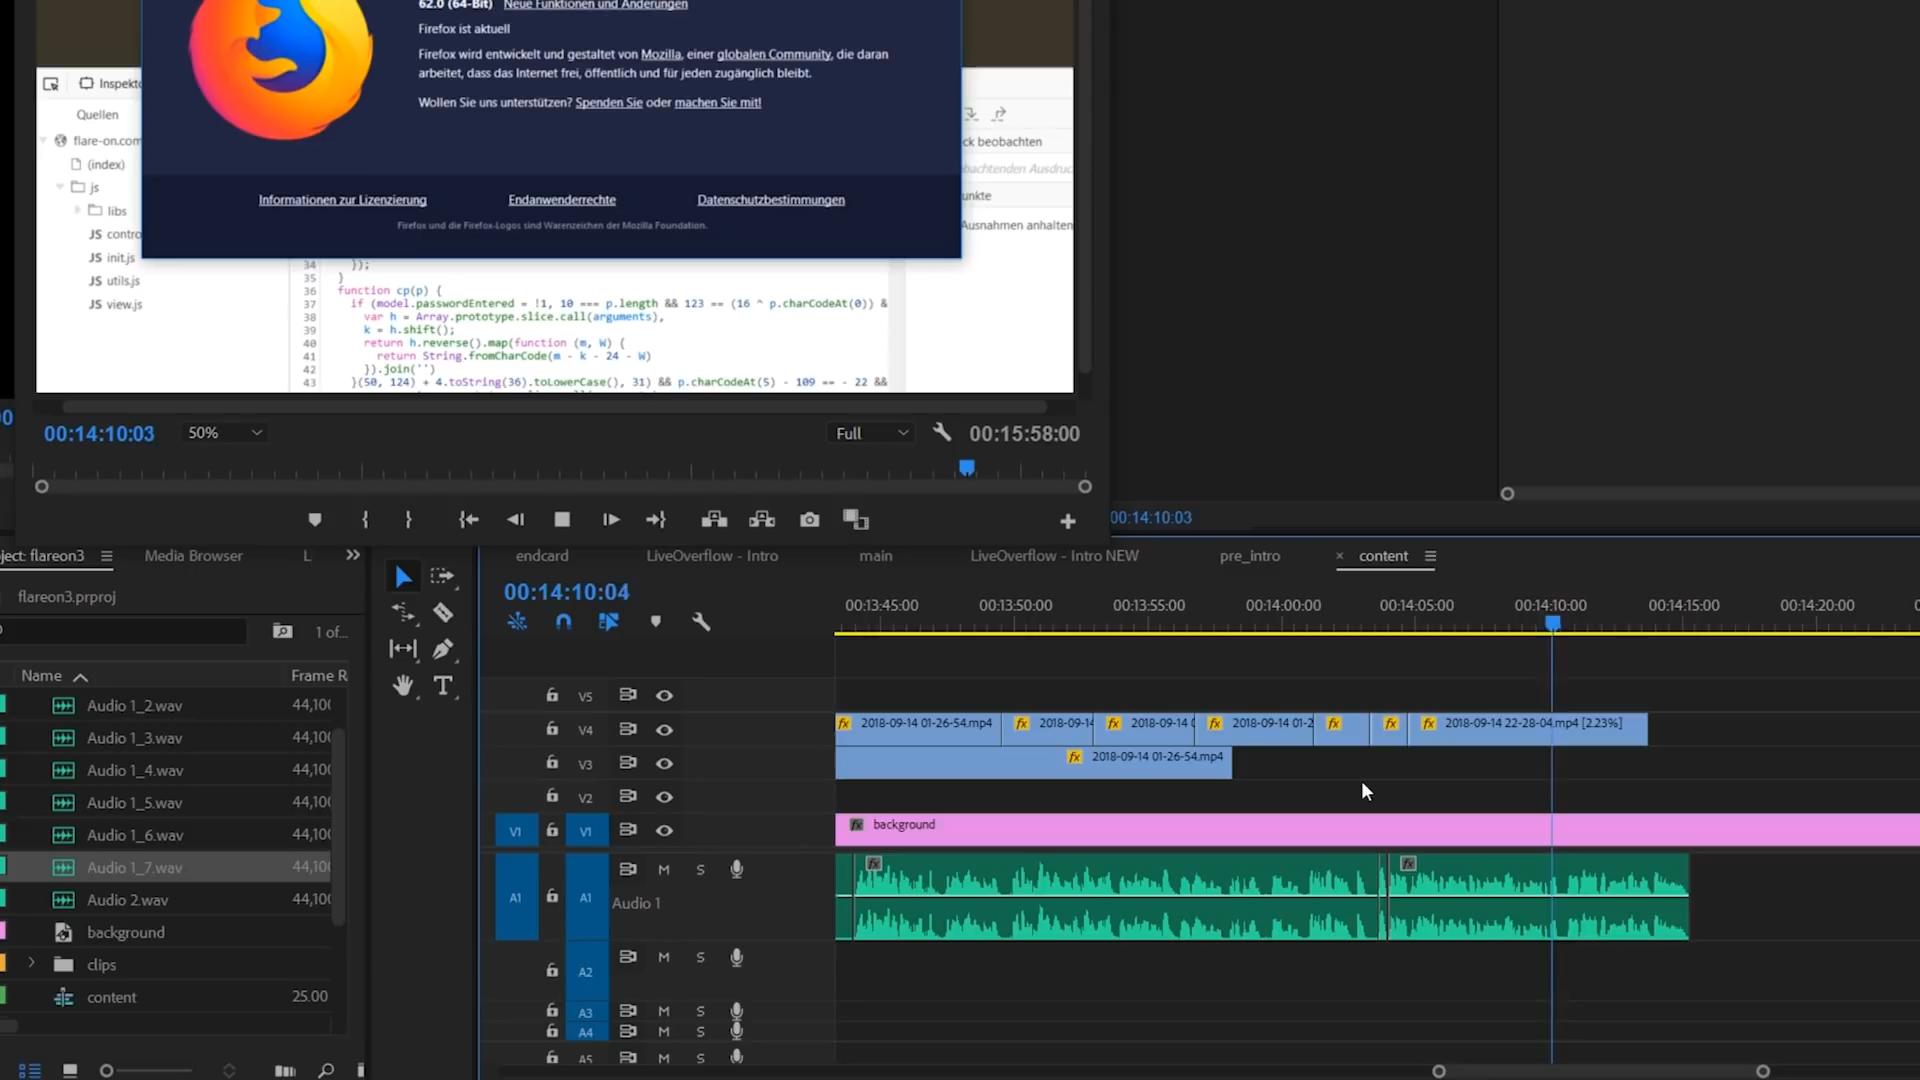 62.0 (64-Bit) Neue Funktionen und Änderungen
Firefox ist aktuell
Firefox wird entwickelt und gestaltet von Mozilla, einer globalen Community, die daran
arbeitet, dass das Internet frei, öffentlich und für jeden zugänglich bleibt.
Wollen Sie uns unterstützen? Spenden Sie oder machen Sie mit!
Informationen zur Lizenzierung Endanwenderrechte Datenschutzbestimmungen
Firefox und die Firefox-Logos sind Warenzeichen der Mozilla Foundation.
Inspekto
Quellen
flare-on.com
(index)
js
libs
JS contro
JS init.js
JS utils.js
JS view.js
ck beobachten
bachtenden Ausdruc
unkte
Ausnahmen anhalten
34 });
35 }
36 function cp(p) {
37 if (model.passwordEntered = !1, 10 === p.length && 123 == (16 ^ p.charCodeAt(0)) &
38 var h = Array.prototype.slice.call(arguments),
39 k = h.shift();
40 return h.reverse().map(function (m, W) {
41 return String.fromCharCode(m - k - 24 - W)
42 }).join('')
43 }(50, 124) + 4.toString(36).toLowerCase(), 31) && p.charCodeAt(5) - 109 == - 22 &&
00
00:14:10:03 50% Full 00:15:58:00
00:14:10:03
ject: flareon3 Media Browser L
flareon3.prproj
1 of...
Name Frame R
Audio 1_2.wav 44,100
Audio 1_3.wav 44,100
Audio 1_4.wav 44,100
Audio 1_5.wav 44,100
Audio 1_6.wav 44,100
Audio 1_7.wav 44,100
Audio 2.wav 44,100
background
clips
content 25.00
T
endcard LiveOverflow - Intro main LiveOverflow - Intro NEW pre_intro × content
00:14:10:04
00:13:45:00 00:13:50:00 00:13:55:00 00:14:00:00 00:14:05:00 00:14:10:00 00:14:15:00 00:14:20:00
V5
V4 fx 2018-09-14 01-26-54.mp4 fx 2018-09-14 fx 2018-09-14 0 fx 2018-09-14 01-2 fx fx fx 2018-09-14 22-28-04.mp4 [2.23%]
V3 fx 2018-09-14 01-26-54.mp4
V2
V1 V1 fx background
A1 A1 M S fx fx
Audio 1
A2 M S
A3 M S
A4 M S
A5 M S